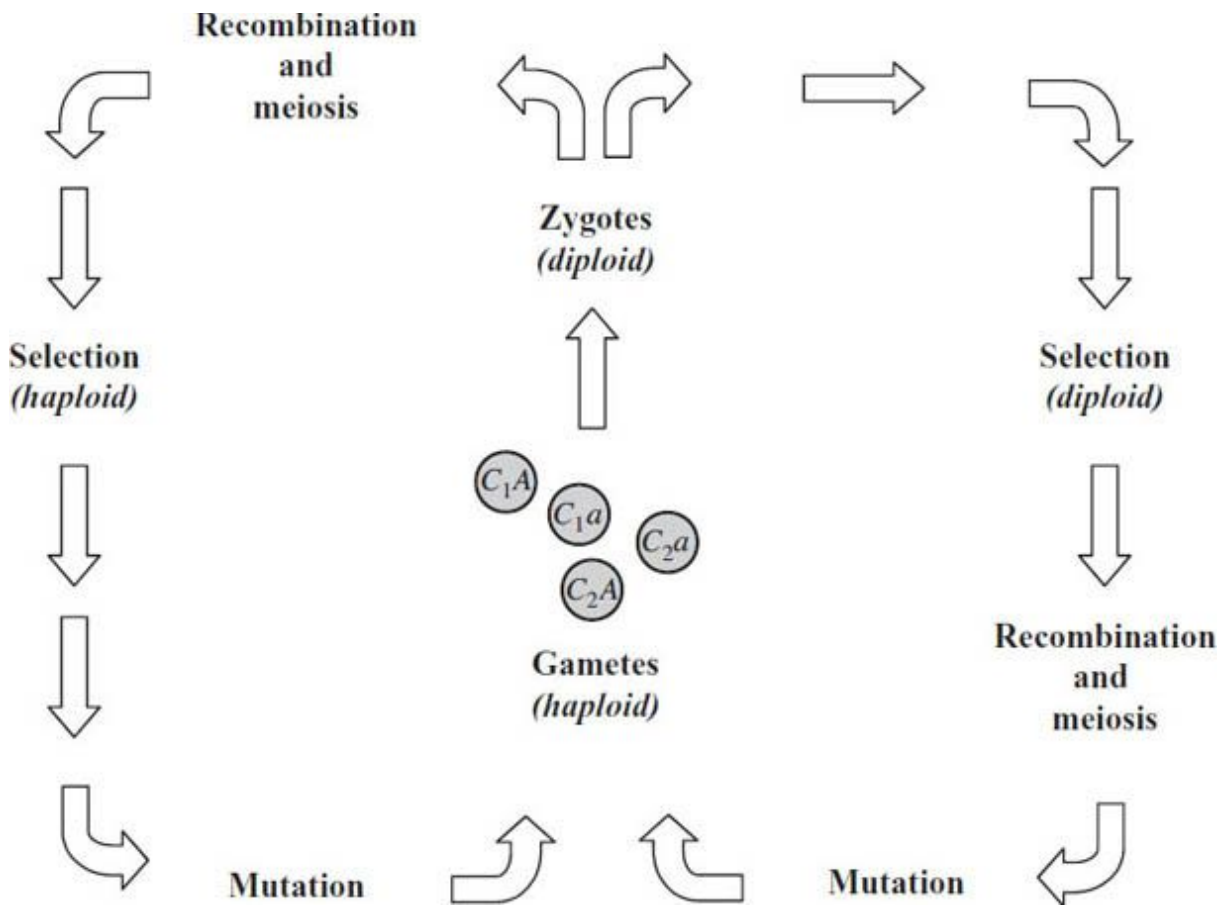 Recombination
and
meiosis
Zygotes
(diploid)
Selection
(haploid)
Selection
(diploid)
C₁A
C₁a
C₂a
C₂A
Gametes
(haploid)
Recombination
and
meiosis
Mutation
Mutation